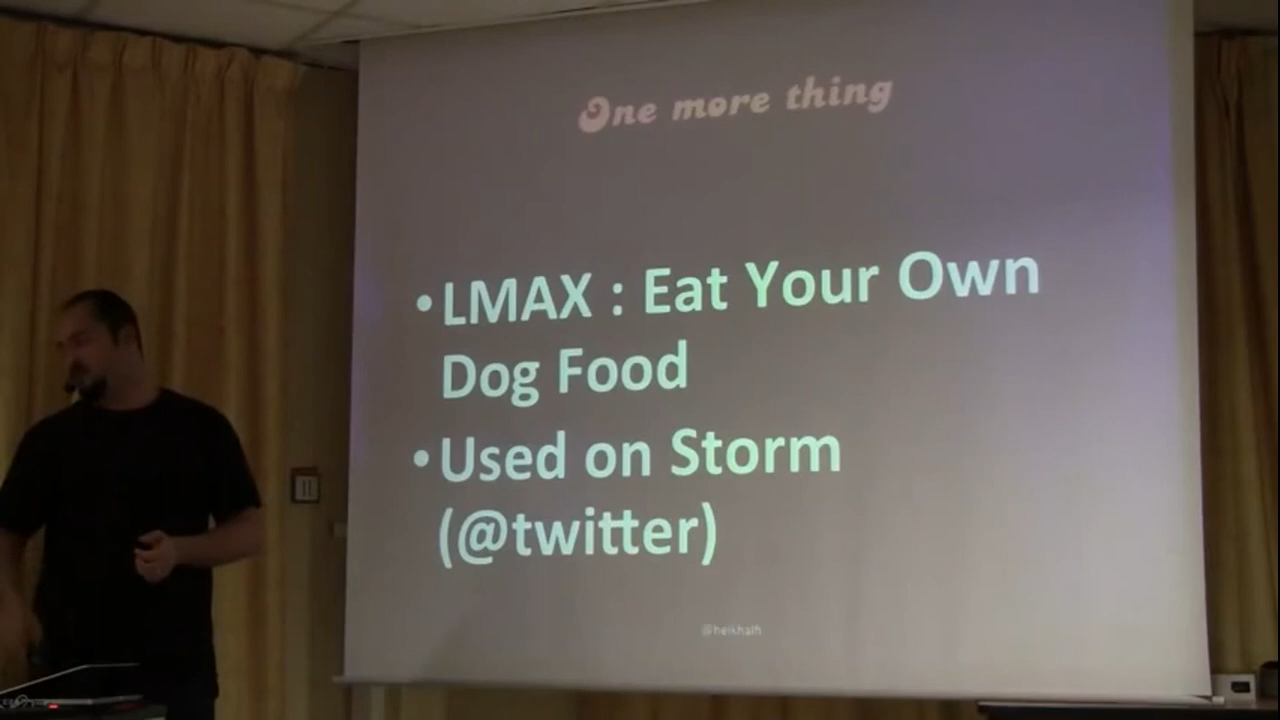 One more thing
•LMAX : Eat Your Own
Dog Food
•Used on Storm
(@twitter)